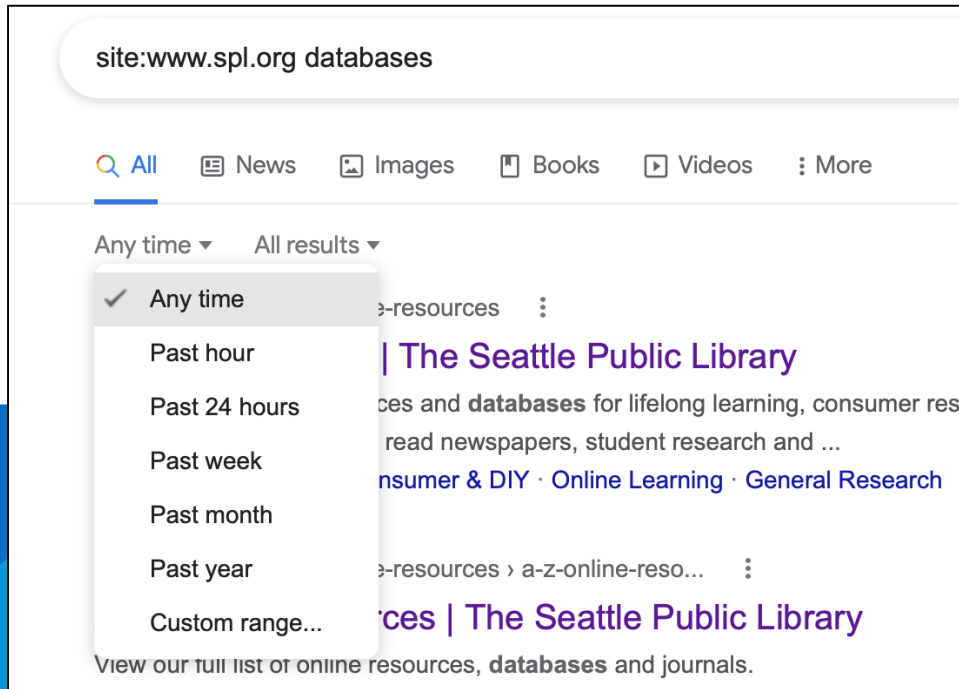 site:www.spl.org databases
All News Images Books Videos More
Any time All results
Any time
e-resources
Past hour
| The Seattle Public Library
Past 24 hours
ces and databases for lifelong learning, consumer res
read newspapers, student research and ...
Past week
nsumer & DIY · Online Learning · General Research
Past month
Past year
e-resources › a-z-online-reso...
Custom range...
rces | The Seattle Public Library
View our full list of online resources, databases and journals.